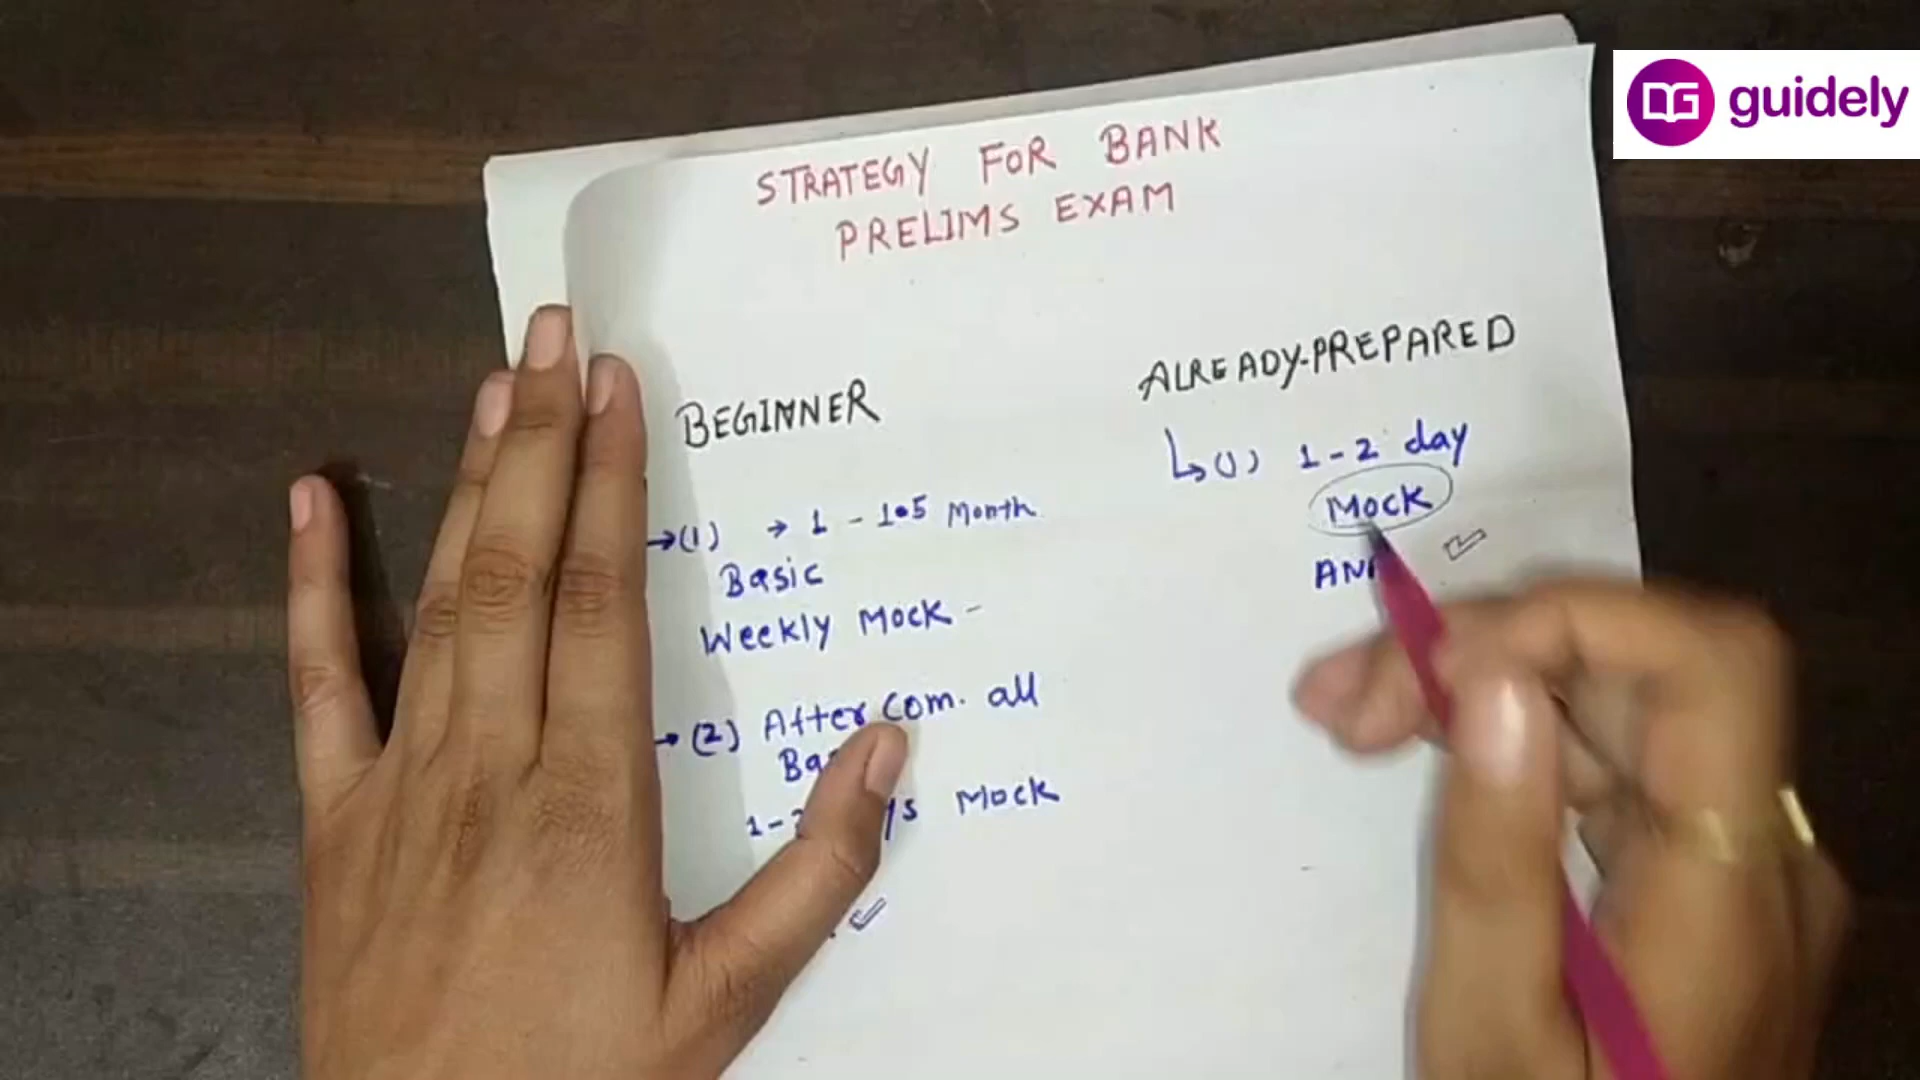 guidely
STRATEGY FOR BANK
PRELIMS EXAM
BEGINNER
→(1) → 1 - 1.5 Month
Basic
Weekly Mock -
→(2) After com. all
1- Mock
ALREADY-PREPARED
↳(1) 1-2 day
Mock